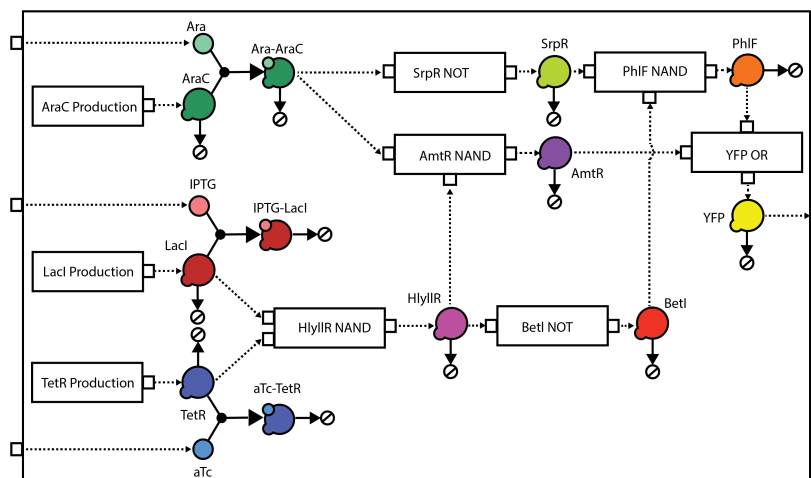 Ara
Ara-AraC
SrpR
PhlF
AraC
SrpR NOT
PhlF NAND
AraC Production
AmtR NAND
YFP OR
AmtR
IPTG
IPTG-LacI
YFP
LacI
LacI Production
HlyIIR
BetI
HlyIIR NAND
BetI NOT
TetR Production
aTc-TetR
TetR
aTc